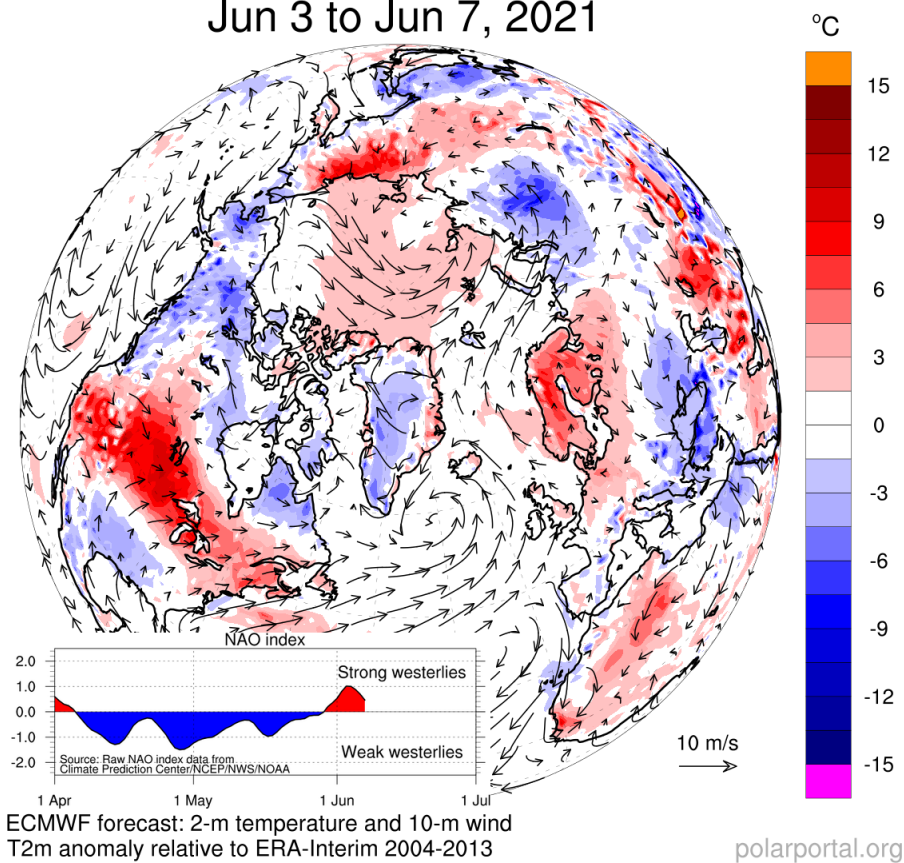 Jun 3 to Jun 7, 2021
°C
15
12
9
6
3
0
-3
-6
-9
-12
-15
NAO index
2.0
1.0
0.0
-1.0
-2.0
Strong westerlies
Weak westerlies
Source: Raw NAO index data from
Climate Prediction Center/NCEP/NWS/NOAA
1 Apr 1 May 1 Jun 1 Jul
10 m/s
ECMWF forecast: 2-m temperature and 10-m wind
T2m anomaly relative to ERA-Interim 2004-2013
polarportal.org